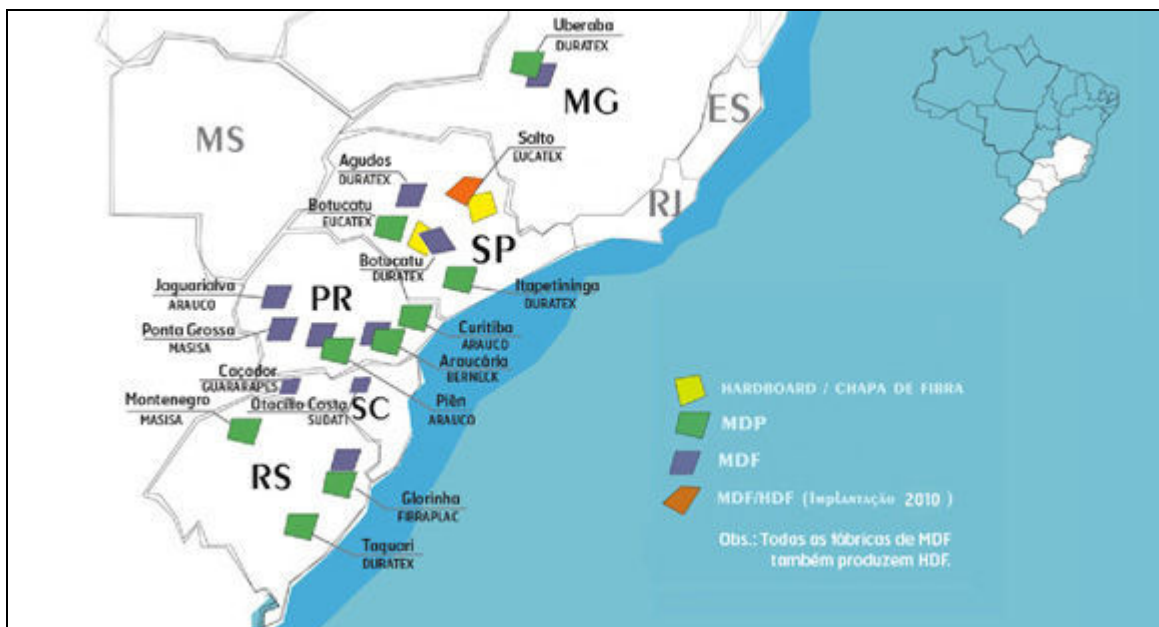 Uberaba
DURATEX
MG
ES
MS
Salto
EUCATEX
Agudos
DURATEX
RJ
Botucatu
EUCATEX
SP
Botucatu
DURATEX
Itapetininga
DURATEX
Jaguariaíva
ARAUCO
PR
Ponta Grossa
MASISA
Curitiba
ARAUCO
Araucária
BERNECK
Caçador
GUARARAPES
Otacílio Costa
SUDATI
SC
Piên
ARAUCO
Montenegro
MASISA
RS
Glorinha
FIBRAPLAC
Taquari
DURATEX
HARDBOARD / CHAPA DE FIBRA
MDP
MDF
MDF/HDF (Implantação 2010)
Obs.: Todas as fábricas de MDF
também produzem HDF.